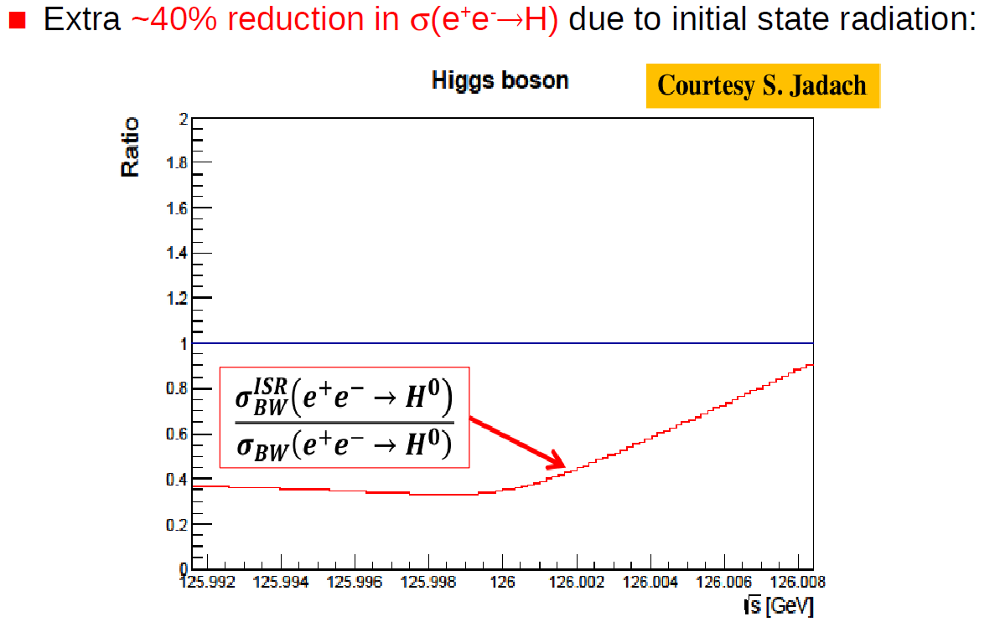 ■ Extra ~40% reduction in σ(e⁺e⁻→H) due to initial state radiation:
Higgs boson
Courtesy S. Jadach
Ratio
2
1.8
1.6
1.4
1.2
1
0.8
0.6
0.4
0.2
0
σ_BW^ISR(e⁺e⁻ → H⁰)
σ_BW(e⁺e⁻ → H⁰)
125.992 125.994 125.996 125.998 126 126.002 126.004 126.006 126.008
√s [GeV]